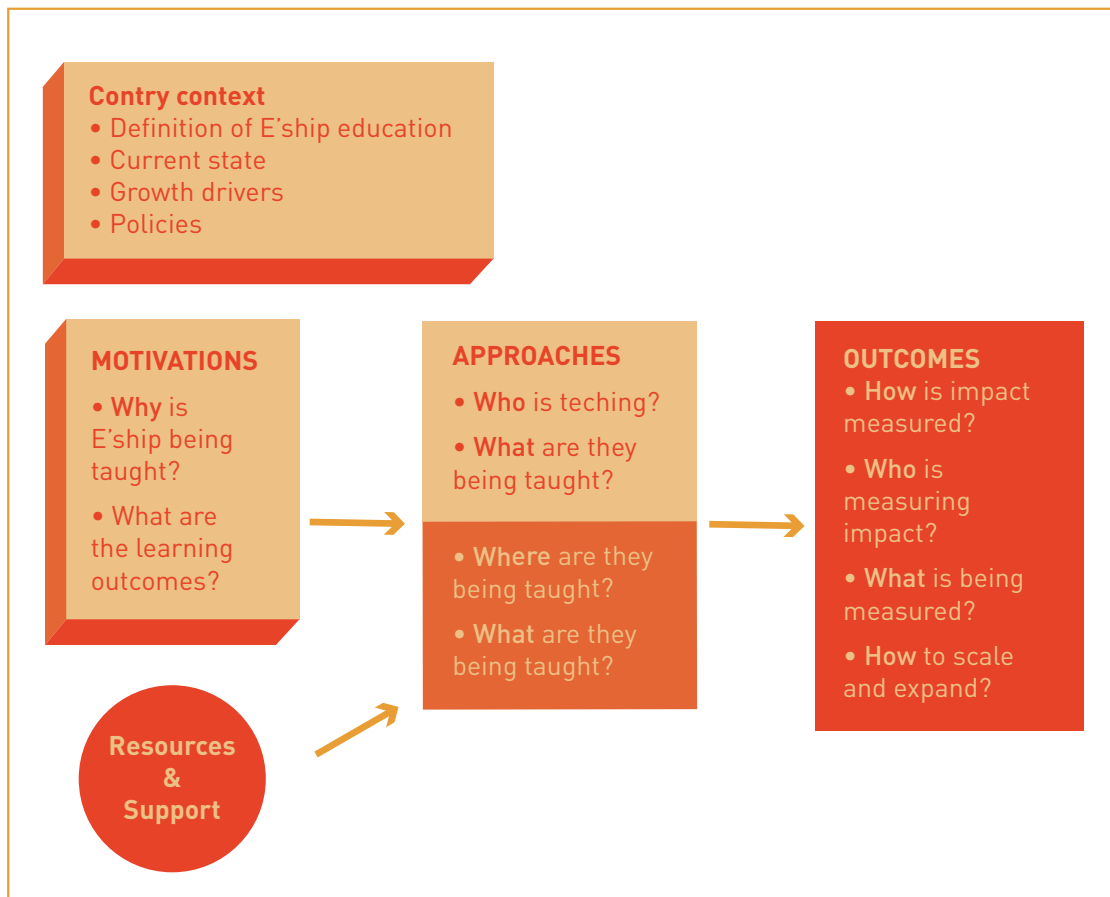 Contry context
• Definition of E'ship education
• Current state
• Growth drivers
• Policies
MOTIVATIONS
• Why is
E'ship being
taught?
• What are
the learning
outcomes?
APPROACHES
• Who is teching?
• What are they
being taught?
• Where are they
being taught?
• What are they
being taught?
OUTCOMES
• How is impact
measured?
• Who is
measuring
impact?
• What is being
measured?
• How to scale
and expand?
Resources
&
Support